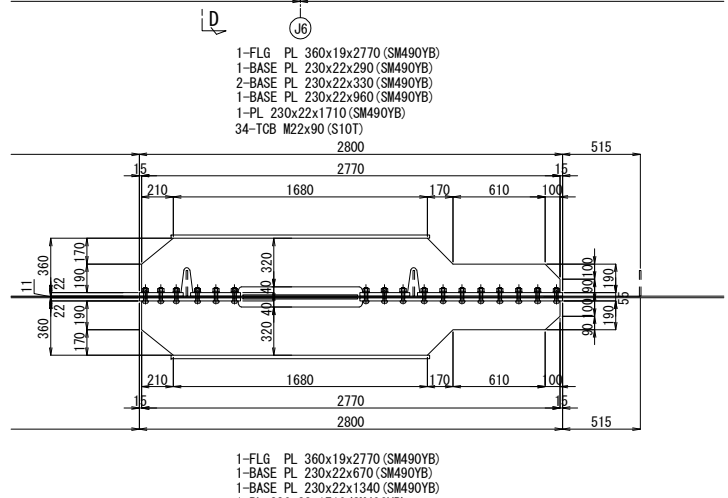 D
J6
1-FLG PL 360x19x2770(SM490YB)
1-BASE PL 230x22x290(SM490YB)
2-BASE PL 230x22x330(SM490YB)
1-BASE PL 230x22x960(SM490YB)
1-PL 230x22x1710(SM490YB)
34-TCB M22x90(S10T)
2800 515
15 2770 15
210 1680 170 610 100
360 170 320 100
22 190 40 90 190
11 55
22 190 40 100 190
360 170 320 90
210 1680 170 610 100
15 2770 15
2800 515
1-FLG PL 360x19x2770(SM490YB)
1-BASE PL 230x22x670(SM490YB)
1-BASE PL 230x22x1340(SM490YB)